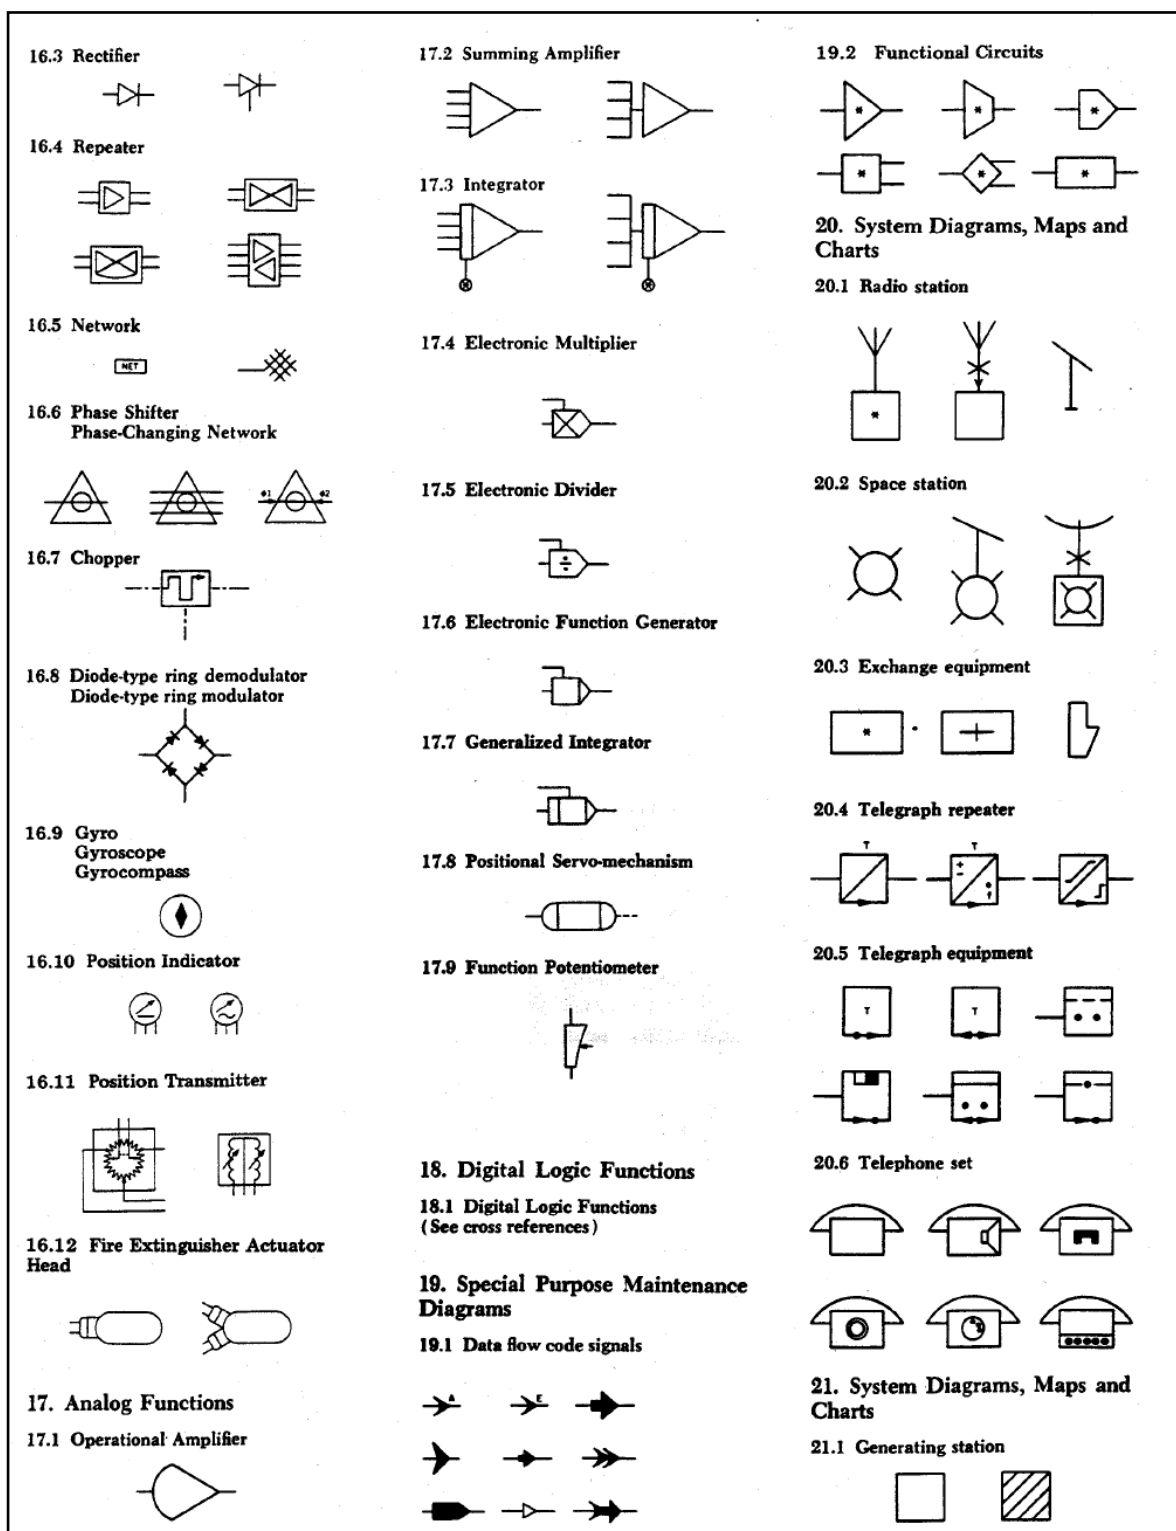 16.3 Rectifier
16.4 Repeater
16.5 Network
NET
16.6 Phase Shifter
Phase-Changing Network
ø1
ø2
16.7 Chopper
16.8 Diode-type ring demodulator
Diode-type ring modulator
16.9 Gyro
Gyroscope
Gyrocompass
16.10 Position Indicator
16.11 Position Transmitter
16.12 Fire Extinguisher Actuator
Head
17. Analog Functions
17.1 Operational Amplifier
17.2 Summing Amplifier
17.3 Integrator
17.4 Electronic Multiplier
17.5 Electronic Divider
÷
17.6 Electronic Function Generator
17.7 Generalized Integrator
17.8 Positional Servo-mechanism
17.9 Function Potentiometer
18. Digital Logic Functions
18.1 Digital Logic Functions
(See cross references)
19. Special Purpose Maintenance
Diagrams
19.1 Data flow code signals
A
E
19.2 Functional Circuits
* * *
* * *
20. System Diagrams, Maps and
Charts
20.1 Radio station
*
20.2 Space station
20.3 Exchange equipment
*
20.4 Telegraph repeater
T T
20.5 Telegraph equipment
T T
20.6 Telephone set
21. System Diagrams, Maps and
Charts
21.1 Generating station